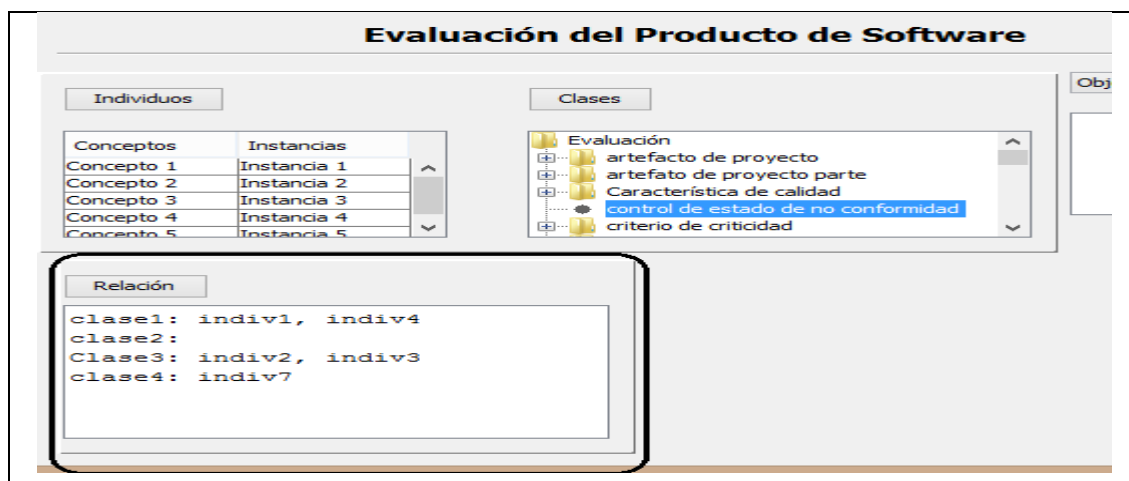 Evaluación del Producto de Software
Individuos
Clases
Obj
Conceptos Instancias
Concepto 1 Instancia 1
Concepto 2 Instancia 2
Concepto 3 Instancia 3
Concepto 4 Instancia 4
Concepto 5 Instancia 5
Evaluación
artefacto de proyecto
artefato de proyecto parte
Característica de calidad
control de estado de no conformidad
criterio de criticidad
Relación
clase1: indiv1, indiv4
clase2:
Clase3: indiv2, indiv3
clase4: indiv7